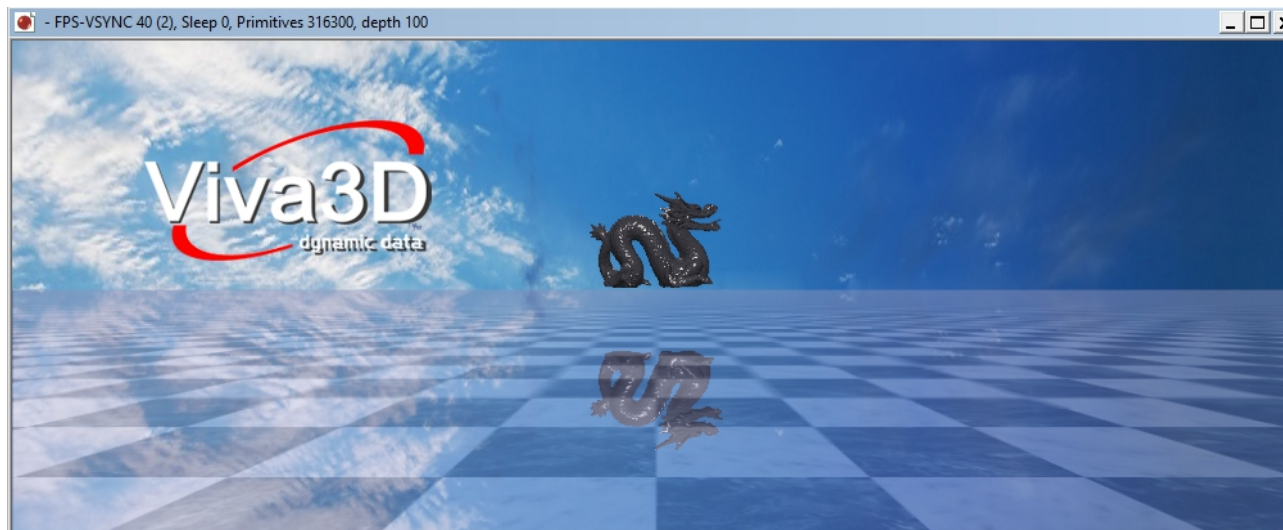 - FPS-VSYNC 40 (2), Sleep 0, Primitives 316300, depth 100
Viva3D
dynamic data